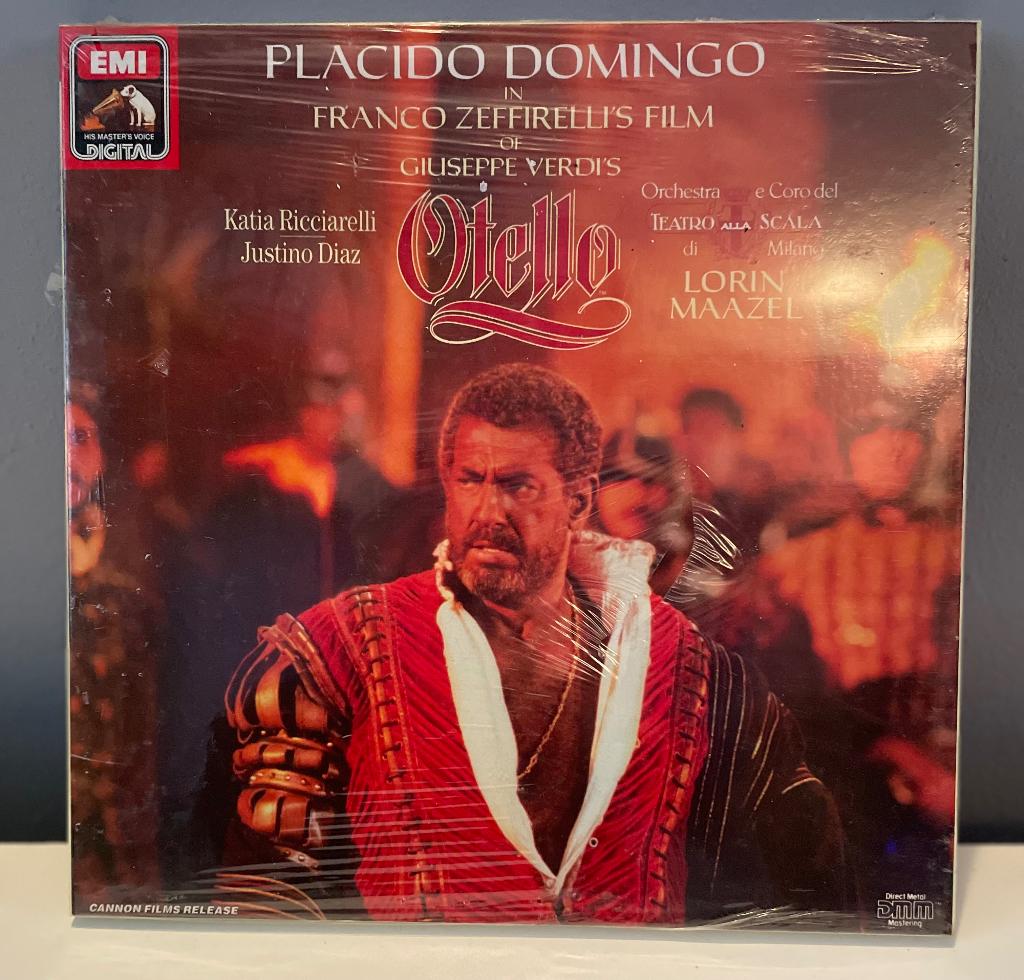 EMI
HIS MASTER'S VOICE
DIGITAL
PLACIDO DOMINGO
IN
FRANCO ZEFFIRELLI'S FILM
OF
GIUSEPPE VERDI'S
Otello
Katia Ricciarelli
Justino Diaz
Orchestra e Coro del
TEATRO ALLA SCALA
di Milano
LORIN
MAAZEL
CANNON FILMS RELEASE
Direct Metal
DMM
Mastering